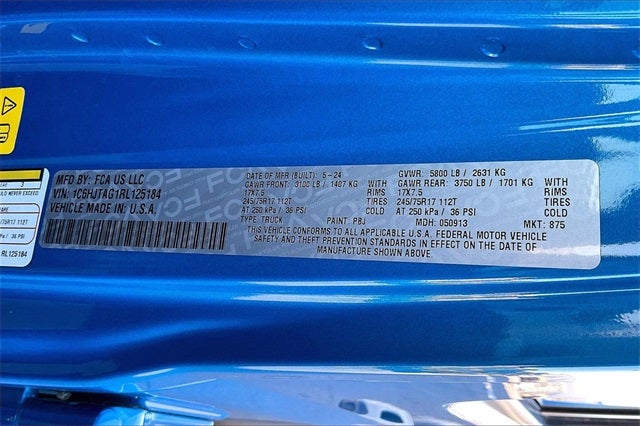 MFD BY: FCA US LLC
VIN: 1C6HJTAG1RL125184
VEHICLE MADE IN: U.S.A.
DATE OF MFR (BUILT): 5-24
GAWR FRONT: 3100 LB / 1407 KG WITH
17X7.5 RIMS
245/75R17 112T TIRES
AT 250 kPa / 36 PSI COLD
TYPE: TRUCK PAINT: PBJ
GVWR: 5800 LB / 2631 KG
GAWR REAR: 3750 LB / 1701 KG WITH
17X7.5 RIMS
245/75R17 112T TIRES
AT 250 kPa / 36 PSI COLD
MDH: 050913 MKT: 875
THIS VEHICLE CONFORMS TO ALL APPLICABLE U.S.A. FEDERAL MOTOR VEHICLE
SAFETY AND THEFT PREVENTION STANDARDS IN EFFECT ON THE DATE OF
MANUFACTURE SHOWN ABOVE.
3
RL125184